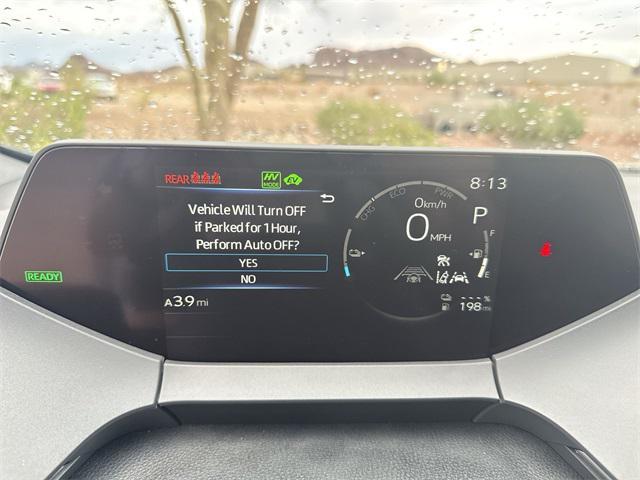 REAR
HV
MODE
EV
8:13
CHG
ECO
PWR
Vehicle Will Turn OFF
if Parked for 1 Hour,
Perform Auto OFF?
YES
NO
0 km/h
0 MPH
P
F
E
READY
A 3.9 mi
--- %
198 mi